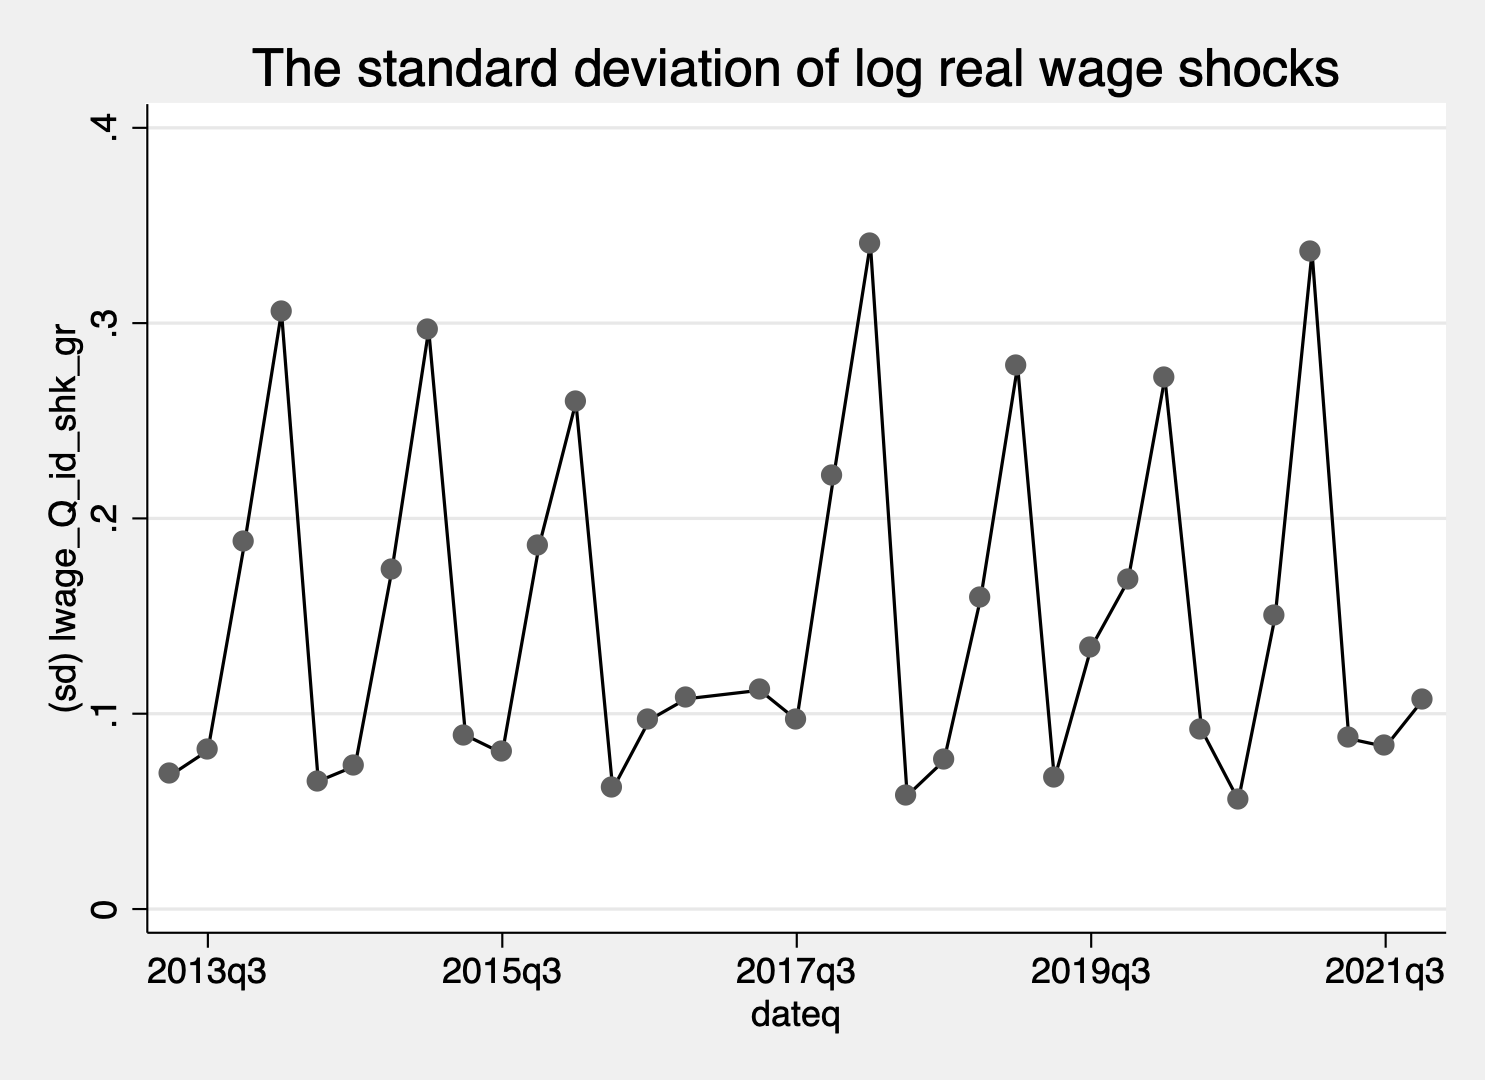 The standard deviation of log real wage shocks
(sd) lwage_Q_id_shk_gr
.4
.3
.2
.1
0
2013q3 2015q3 2017q3 2019q3 2021q3
dateq